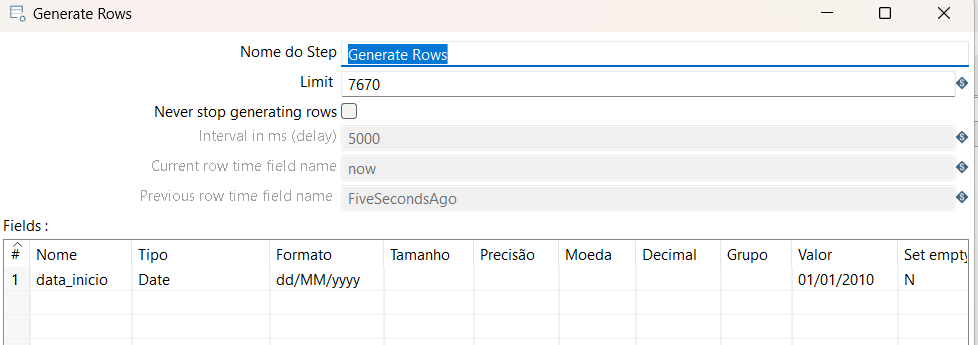 Generate Rows
Nome do Step Generate Rows
Limit 7670
Never stop generating rows
Interval in ms (delay) 5000
Current row time field name now
Previous row time field name FiveSecondsAgo
Fields :
# Nome Tipo Formato Tamanho Precisão Moeda Decimal Grupo Valor Set empty
1 data_inicio Date dd/MM/yyyy 01/01/2010 N